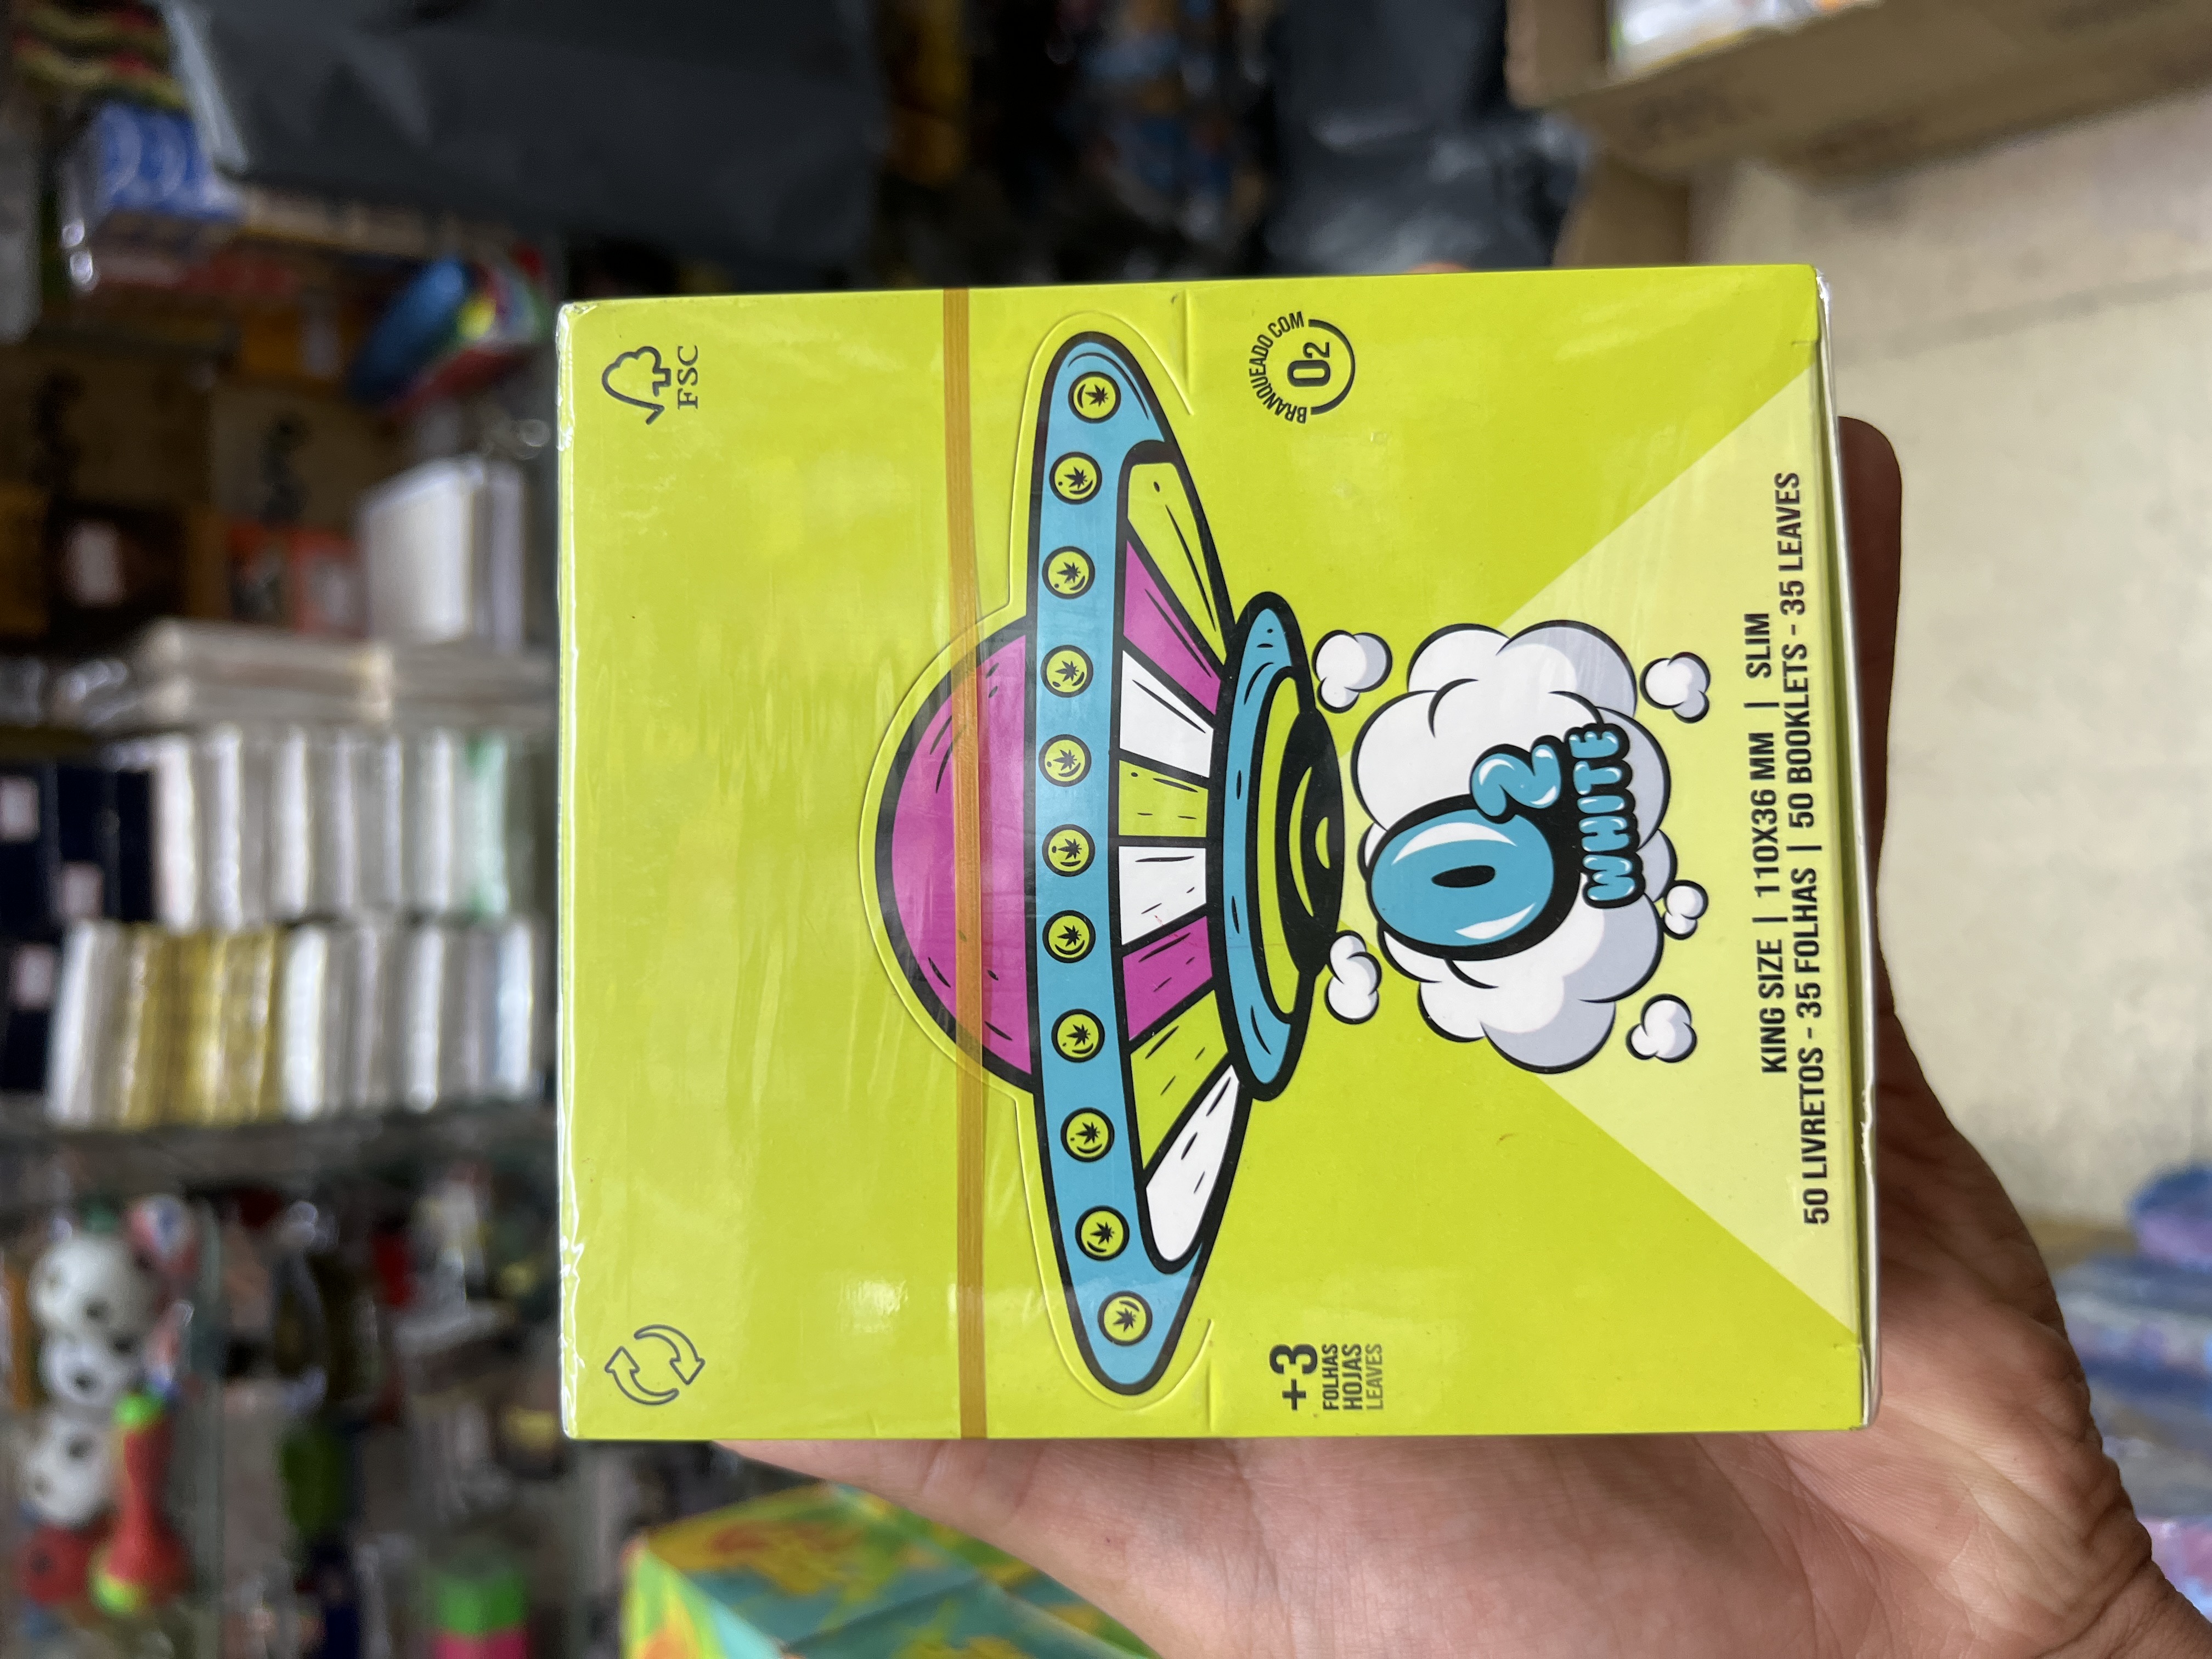 FSC
BRANQUEADO COM
O2
+3
FOLHAS
HOJAS
LEAVES
O2
WHITE
KING SIZE | 110X36 MM | SLIM
50 LIVRETOS - 35 FOLHAS | 50 BOOKLETS - 35 LEAVES